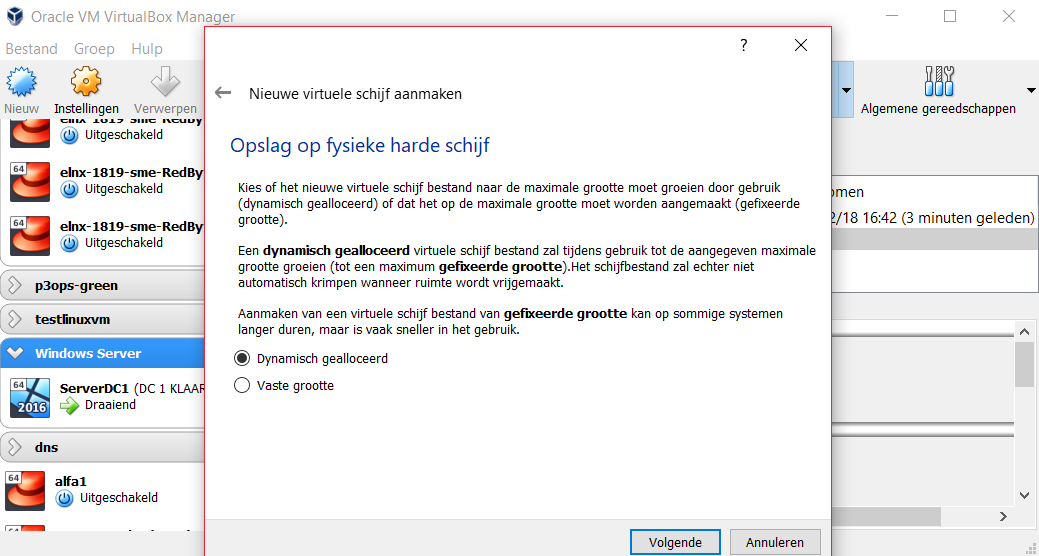 Oracle VM VirtualBox Manager
Bestand Groep Hulp
Nieuw Instellingen Verwerpen
Algemene gereedschappen
elnx-1819-sme-RedBy
Uitgeschakeld
64
elnx-1819-sme-RedBy
Uitgeschakeld
64
elnx-1819-sme-RedBy
Uitgeschakeld
p3ops-green
testlinuxvm
Windows Server
64
2016
ServerDC1 (DC 1 KLAAR
Draaiend
dns
64
alfa1
Uitgeschakeld
64
?
Nieuwe virtuele schijf aanmaken
Opslag op fysieke harde schijf
Kies of het nieuwe virtuele schijf bestand naar de maximale grootte moet groeien door gebruik
(dynamisch gealloceerd) of dat het op de maximale grootte moet worden aangemaakt (gefixeerde
grootte).
Een dynamisch gealloceerd virtuele schijf bestand zal tijdens gebruik tot de aangegeven maximale
grootte groeien (tot een maximum gefixeerde grootte).Het schijfbestand zal echter niet
automatisch krimpen wanneer ruimte wordt vrijgemaakt.
Aanmaken van een virtuele schijf bestand van gefixeerde grootte kan op sommige systemen
langer duren, maar is vaak sneller in het gebruik.
Dynamisch gealloceerd
Vaste grootte
Volgende Annuleren
omen
2/18 16:42 (3 minuten geleden)